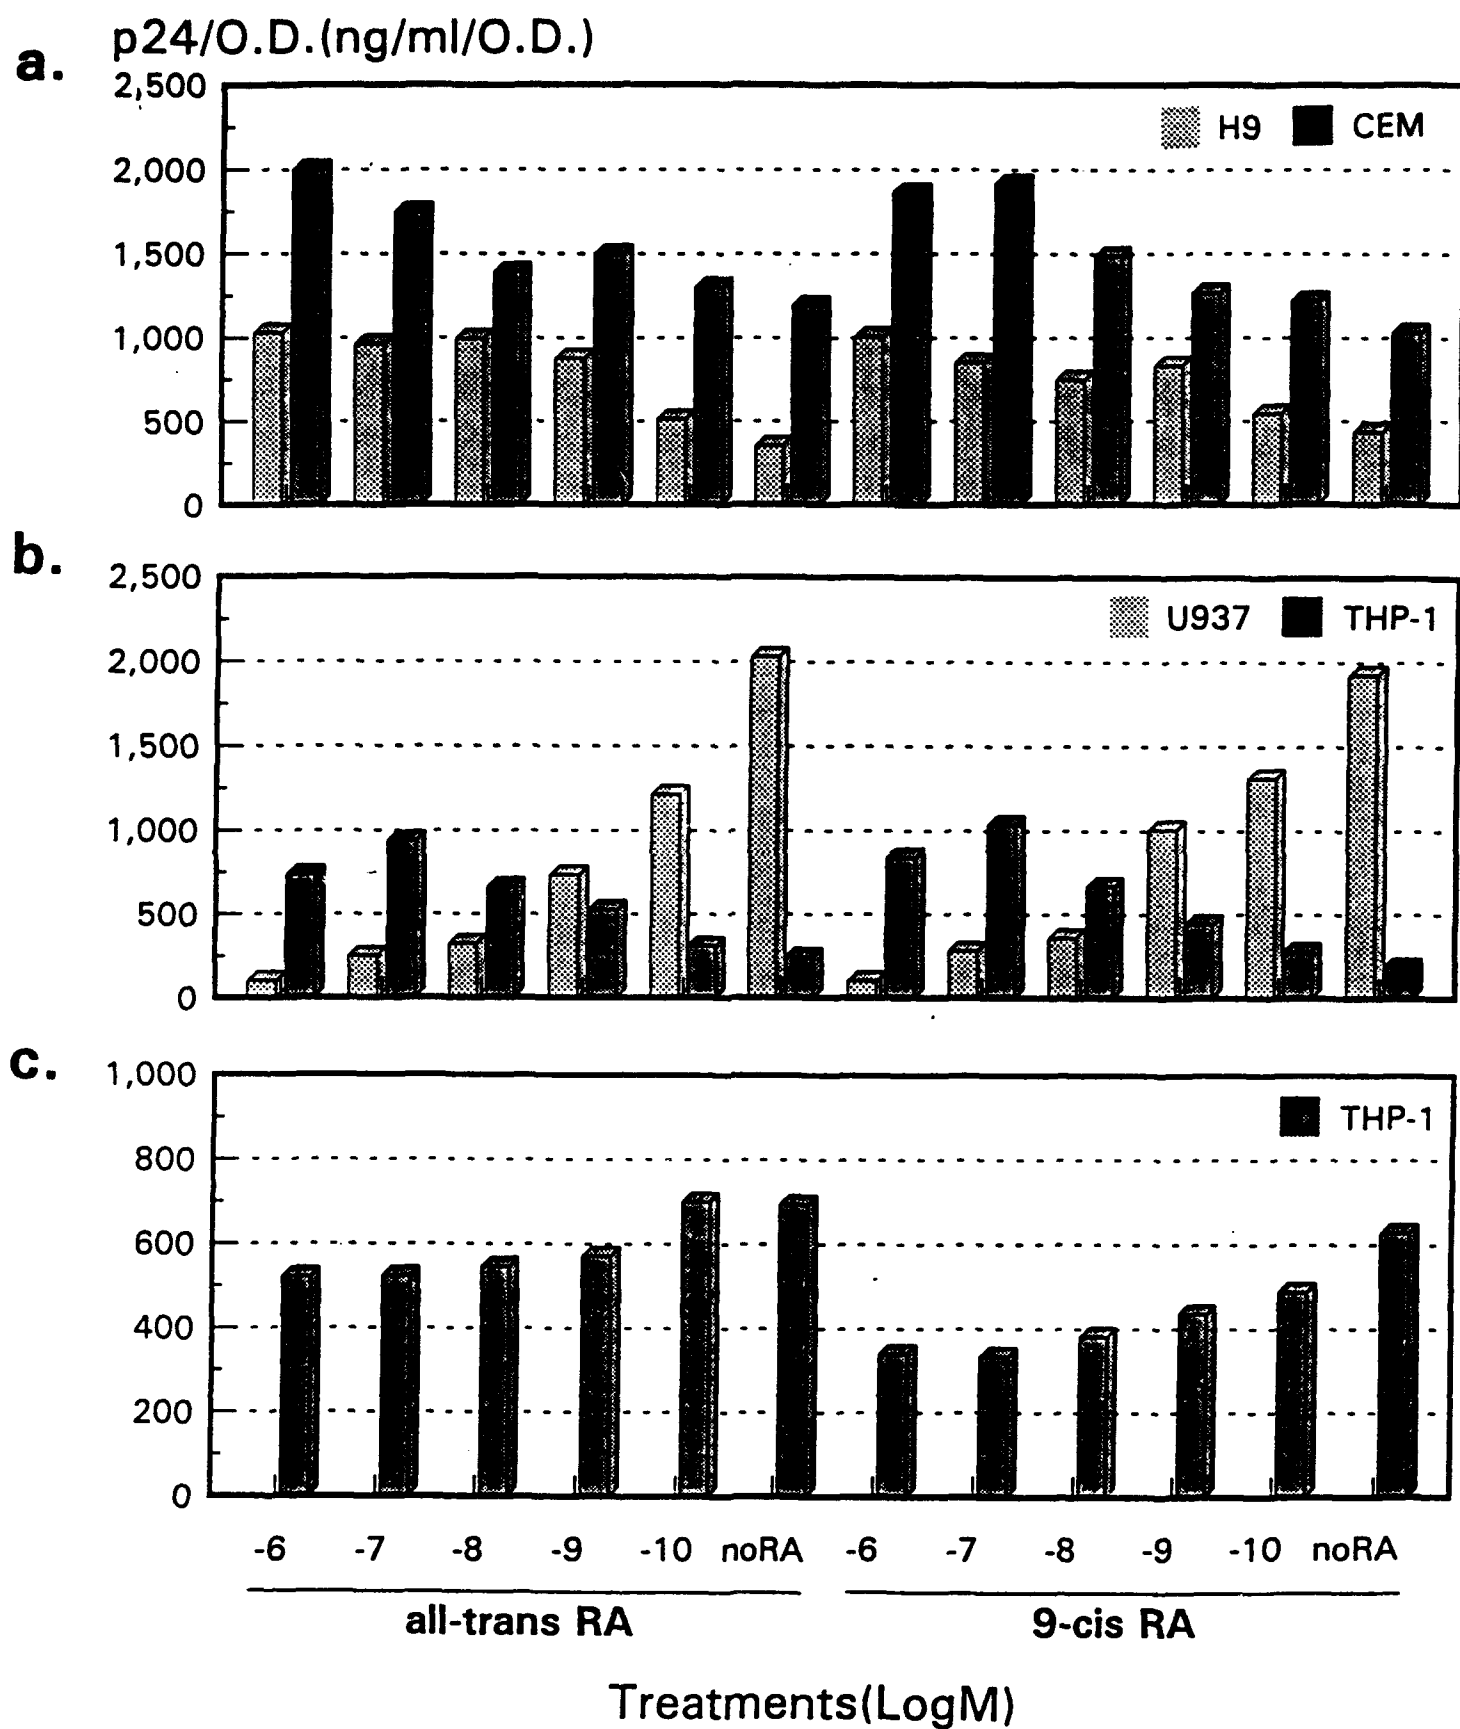 p24/O.D.(ng/ml/O.D.)
a.
2,500
H9 CEM
2,000
1,500
1,000
500
0
b.
2,500
U937 THP-1
2,000
1,500
1,000
500
0
c.
1,000
THP-1
800
600
400
200
0
-6 -7 -8 -9 -10 noRA -6 -7 -8 -9 -10 noRA
all-trans RA 9-cis RA
Treatments(LogM)